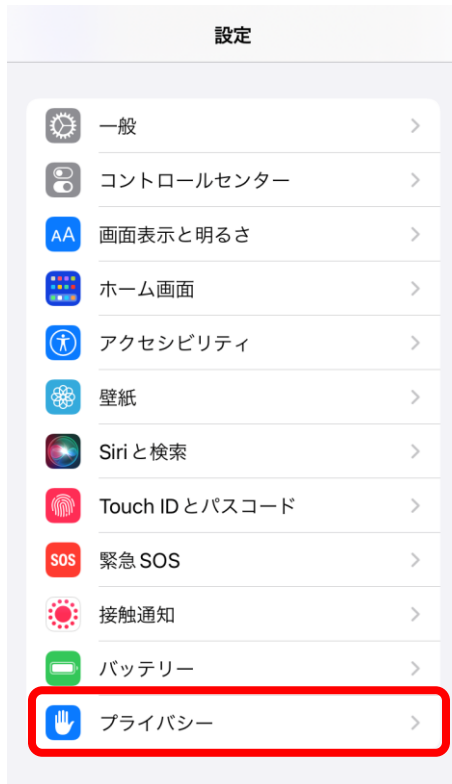 設定
一般
コントロールセンター
AA 画面表示と明るさ
ホーム画面
アクセシビリティ
壁紙
Siriと検索
Touch IDとパスコード
SOS 緊急SOS
接触通知
バッテリー
プライバシー